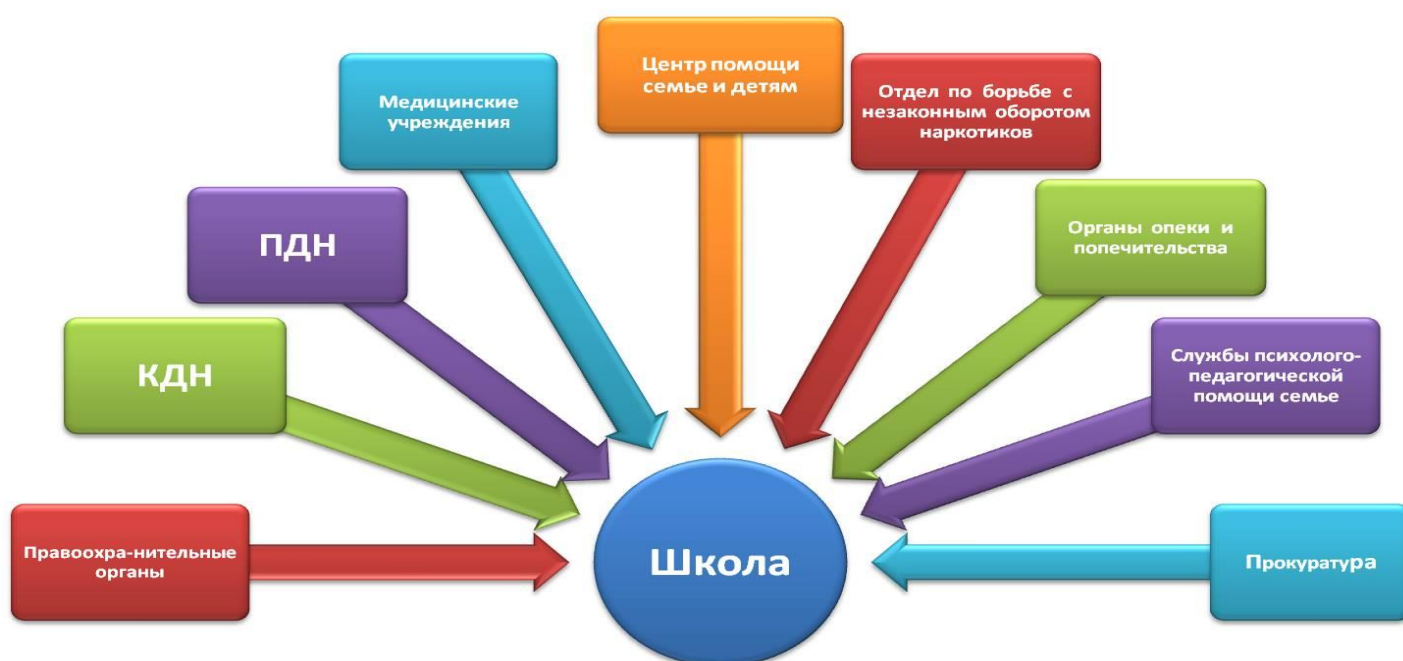 Центр помощи
семье и детям
Медицинские
учреждения
Отдел по борьбе с
незаконным оборотом
наркотиков
ПДН
Органы опеки и
попечительства
КДН
Службы психолого-
педагогической
помощи семье
Правоохра-нительные
органы
Школа
Прокуратура